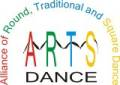 Alliance of Round, Traditional and Square Dance
ARTS
DANCE